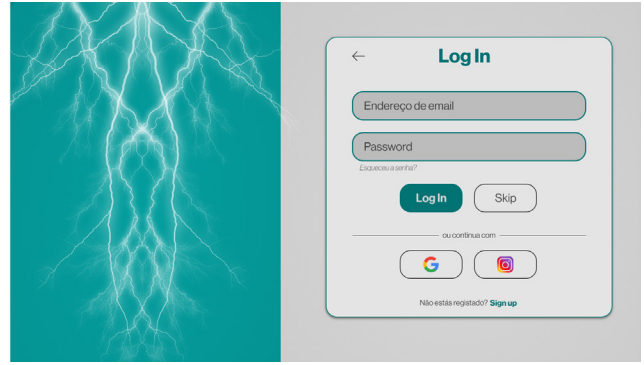 Log In
Endereço de email
Password
Esqueceu a senha?
Log In
Skip
ou continua com
Não estás registado? Sign up